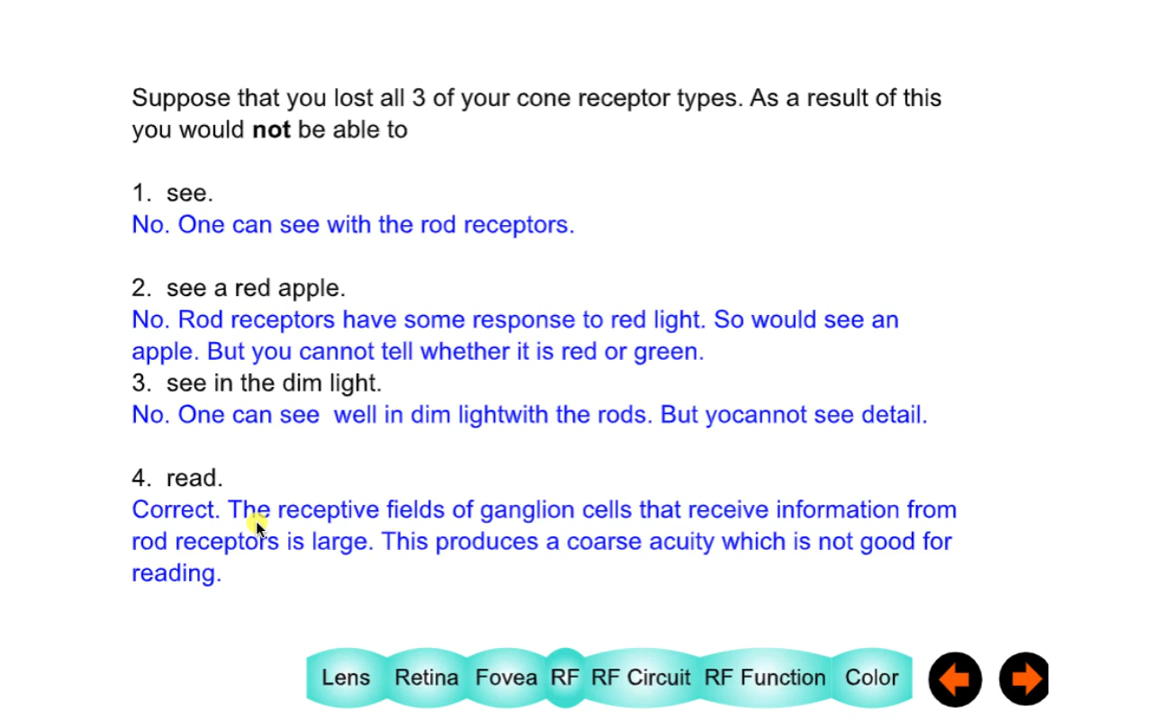 Suppose that you lost all 3 of your cone receptor types. As a result of this
you would not be able to
1. see.
No. One can see with the rod receptors.
2. see a red apple.
No. Rod receptors have some response to red light. So would see an
apple. But you cannot tell whether it is red or green.
3. see in the dim light.
No. One can see well in dim lightwith the rods. But yocannot see detail.
4. read.
Correct. The receptive fields of ganglion cells that receive information from
rod receptors is large. This produces a coarse acuity which is not good for
reading.
Lens Retina Fovea RF RF Circuit RF Function Color